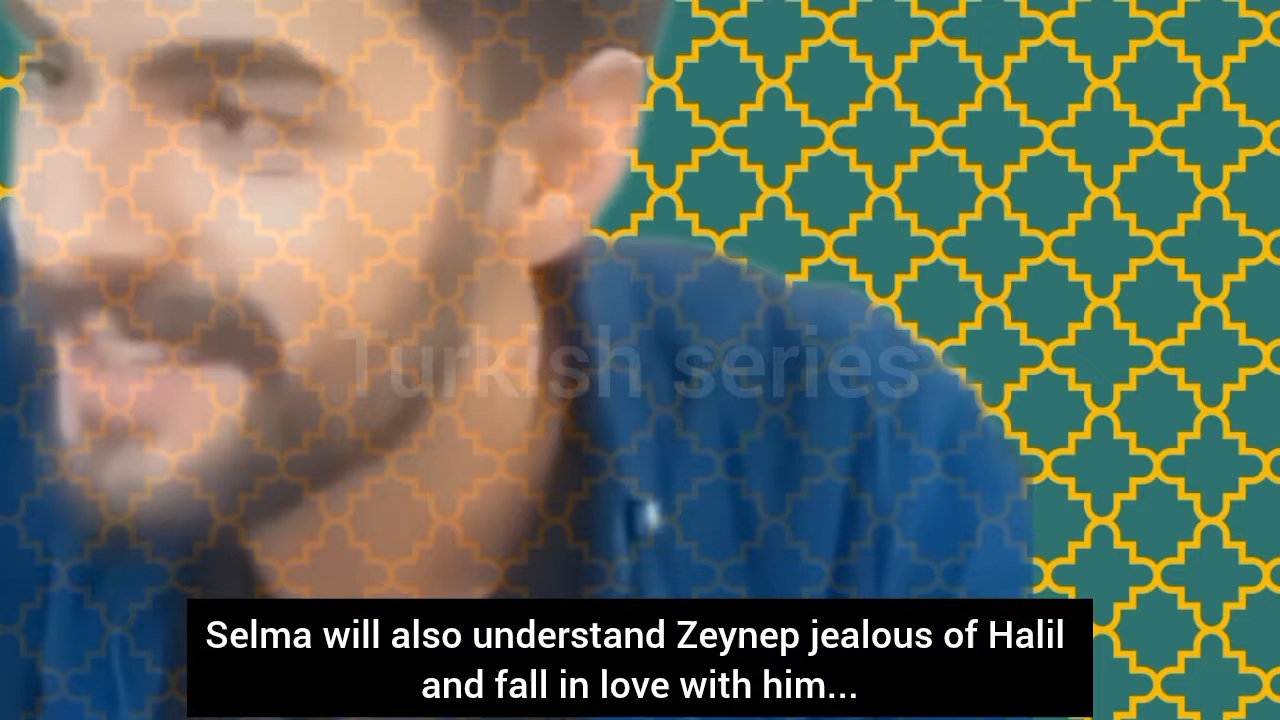 Turkish series
Selma will also understand Zeynep jealous of Halil
and fall in love with him...